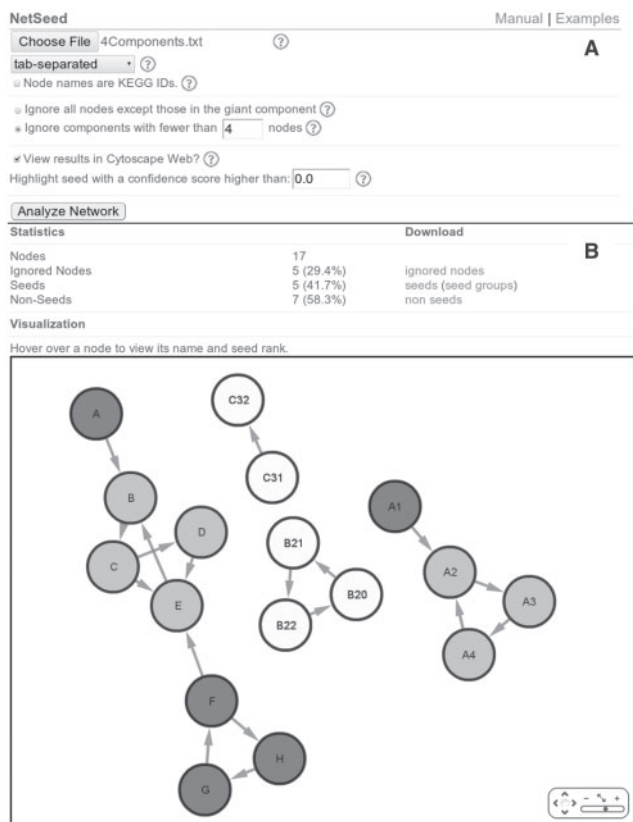 NetSeed Manual | Examples
Choose File 4Components.txt ?
A
tab-separated ?
Node names are KEGG IDs. ?
Ignore all nodes except those in the giant component ?
Ignore components with fewer than 4 nodes ?
View results in Cytoscape Web? ?
Highlight seed with a confidence score higher than: 0.0 ?
Analyze Network
Statistics Download
B
Nodes 17
Ignored Nodes 5 (29.4%) ignored nodes
Seeds 5 (41.7%) seeds (seed groups)
Non-Seeds 7 (58.3%) non seeds
Visualization
Hover over a node to view its name and seed rank.
A
C32
B
C31
A1
D
B21
C
A2
E
B20
A3
B22
A4
F
H
G
- +